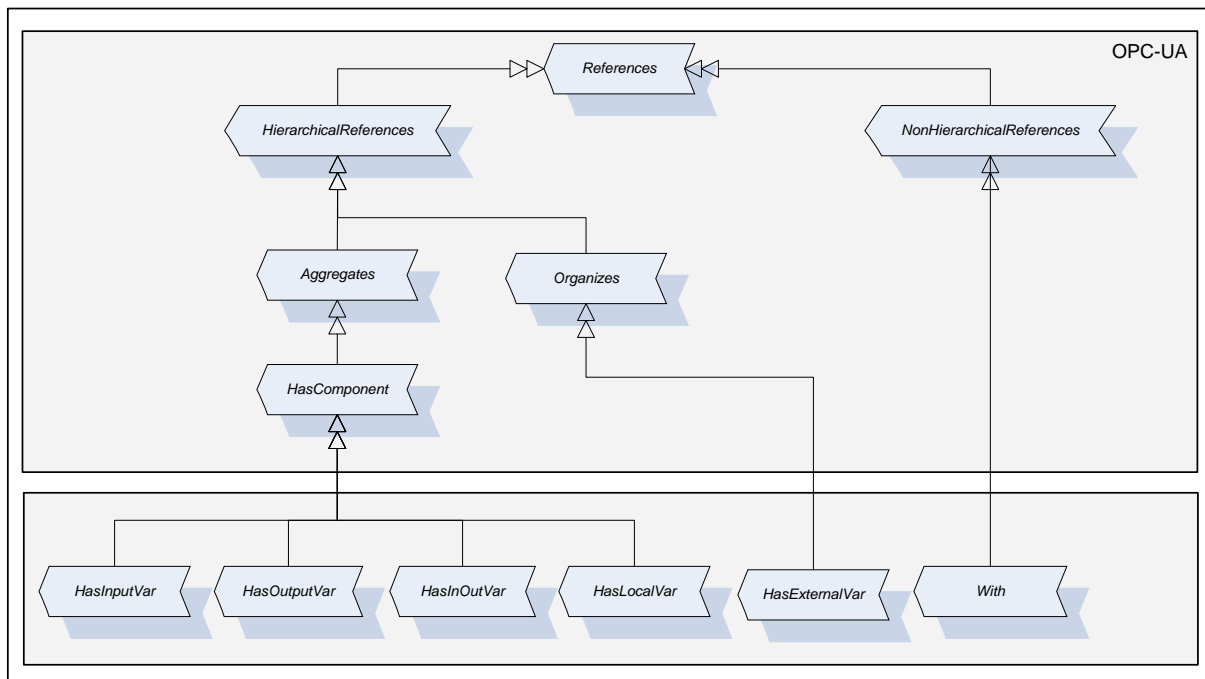 OPC-UA
References
HierarchicalReferences
NonHierarchicalReferences
Aggregates
Organizes
HasComponent
HasInputVar
HasOutputVar
HasInOutVar
HasLocalVar
HasExternalVar
With